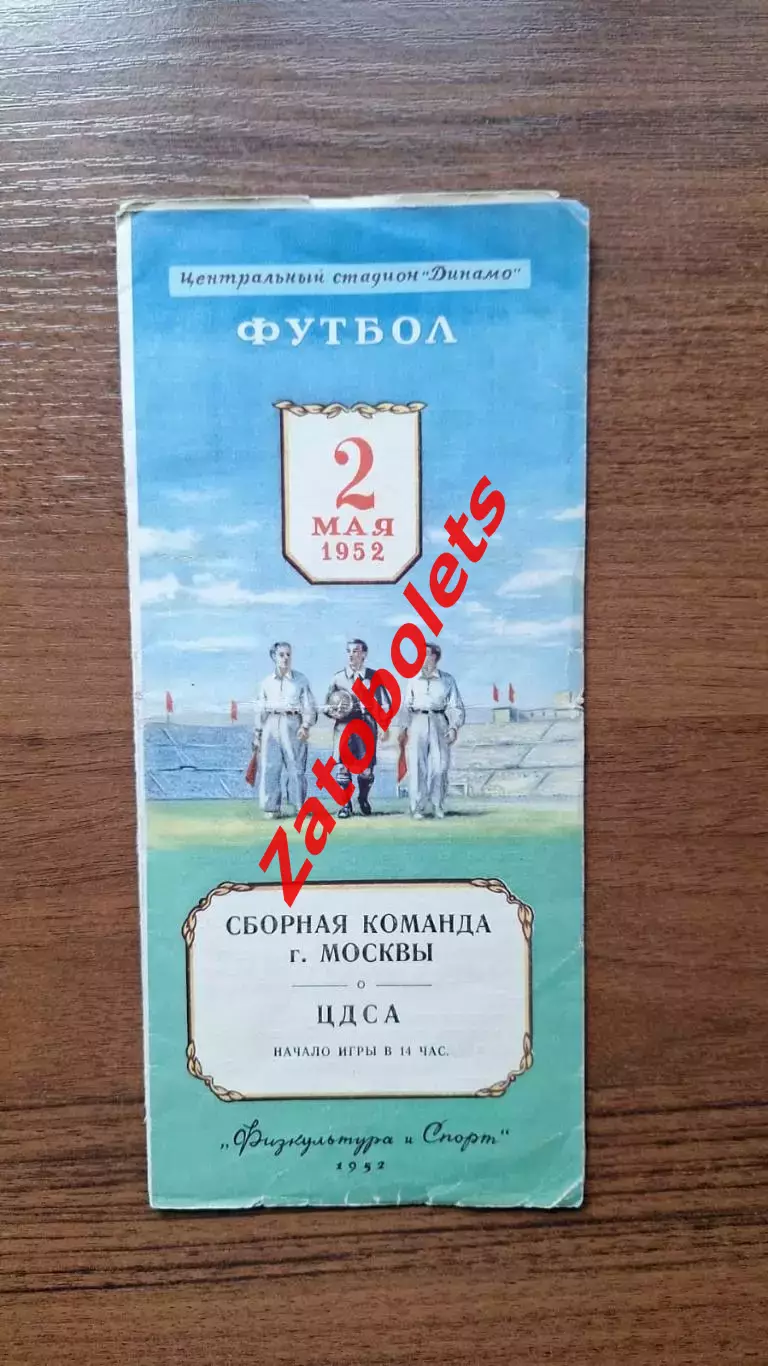 Центральный стадион "Динамо"
ФУТБОЛ
2
МАЯ
1952
Zatobolets
СБОРНАЯ КОМАНДА
г. МОСКВЫ
ЦДСА
НАЧАЛО ИГРЫ В 14 ЧАС.
„Физкультура и Спорт"
1952